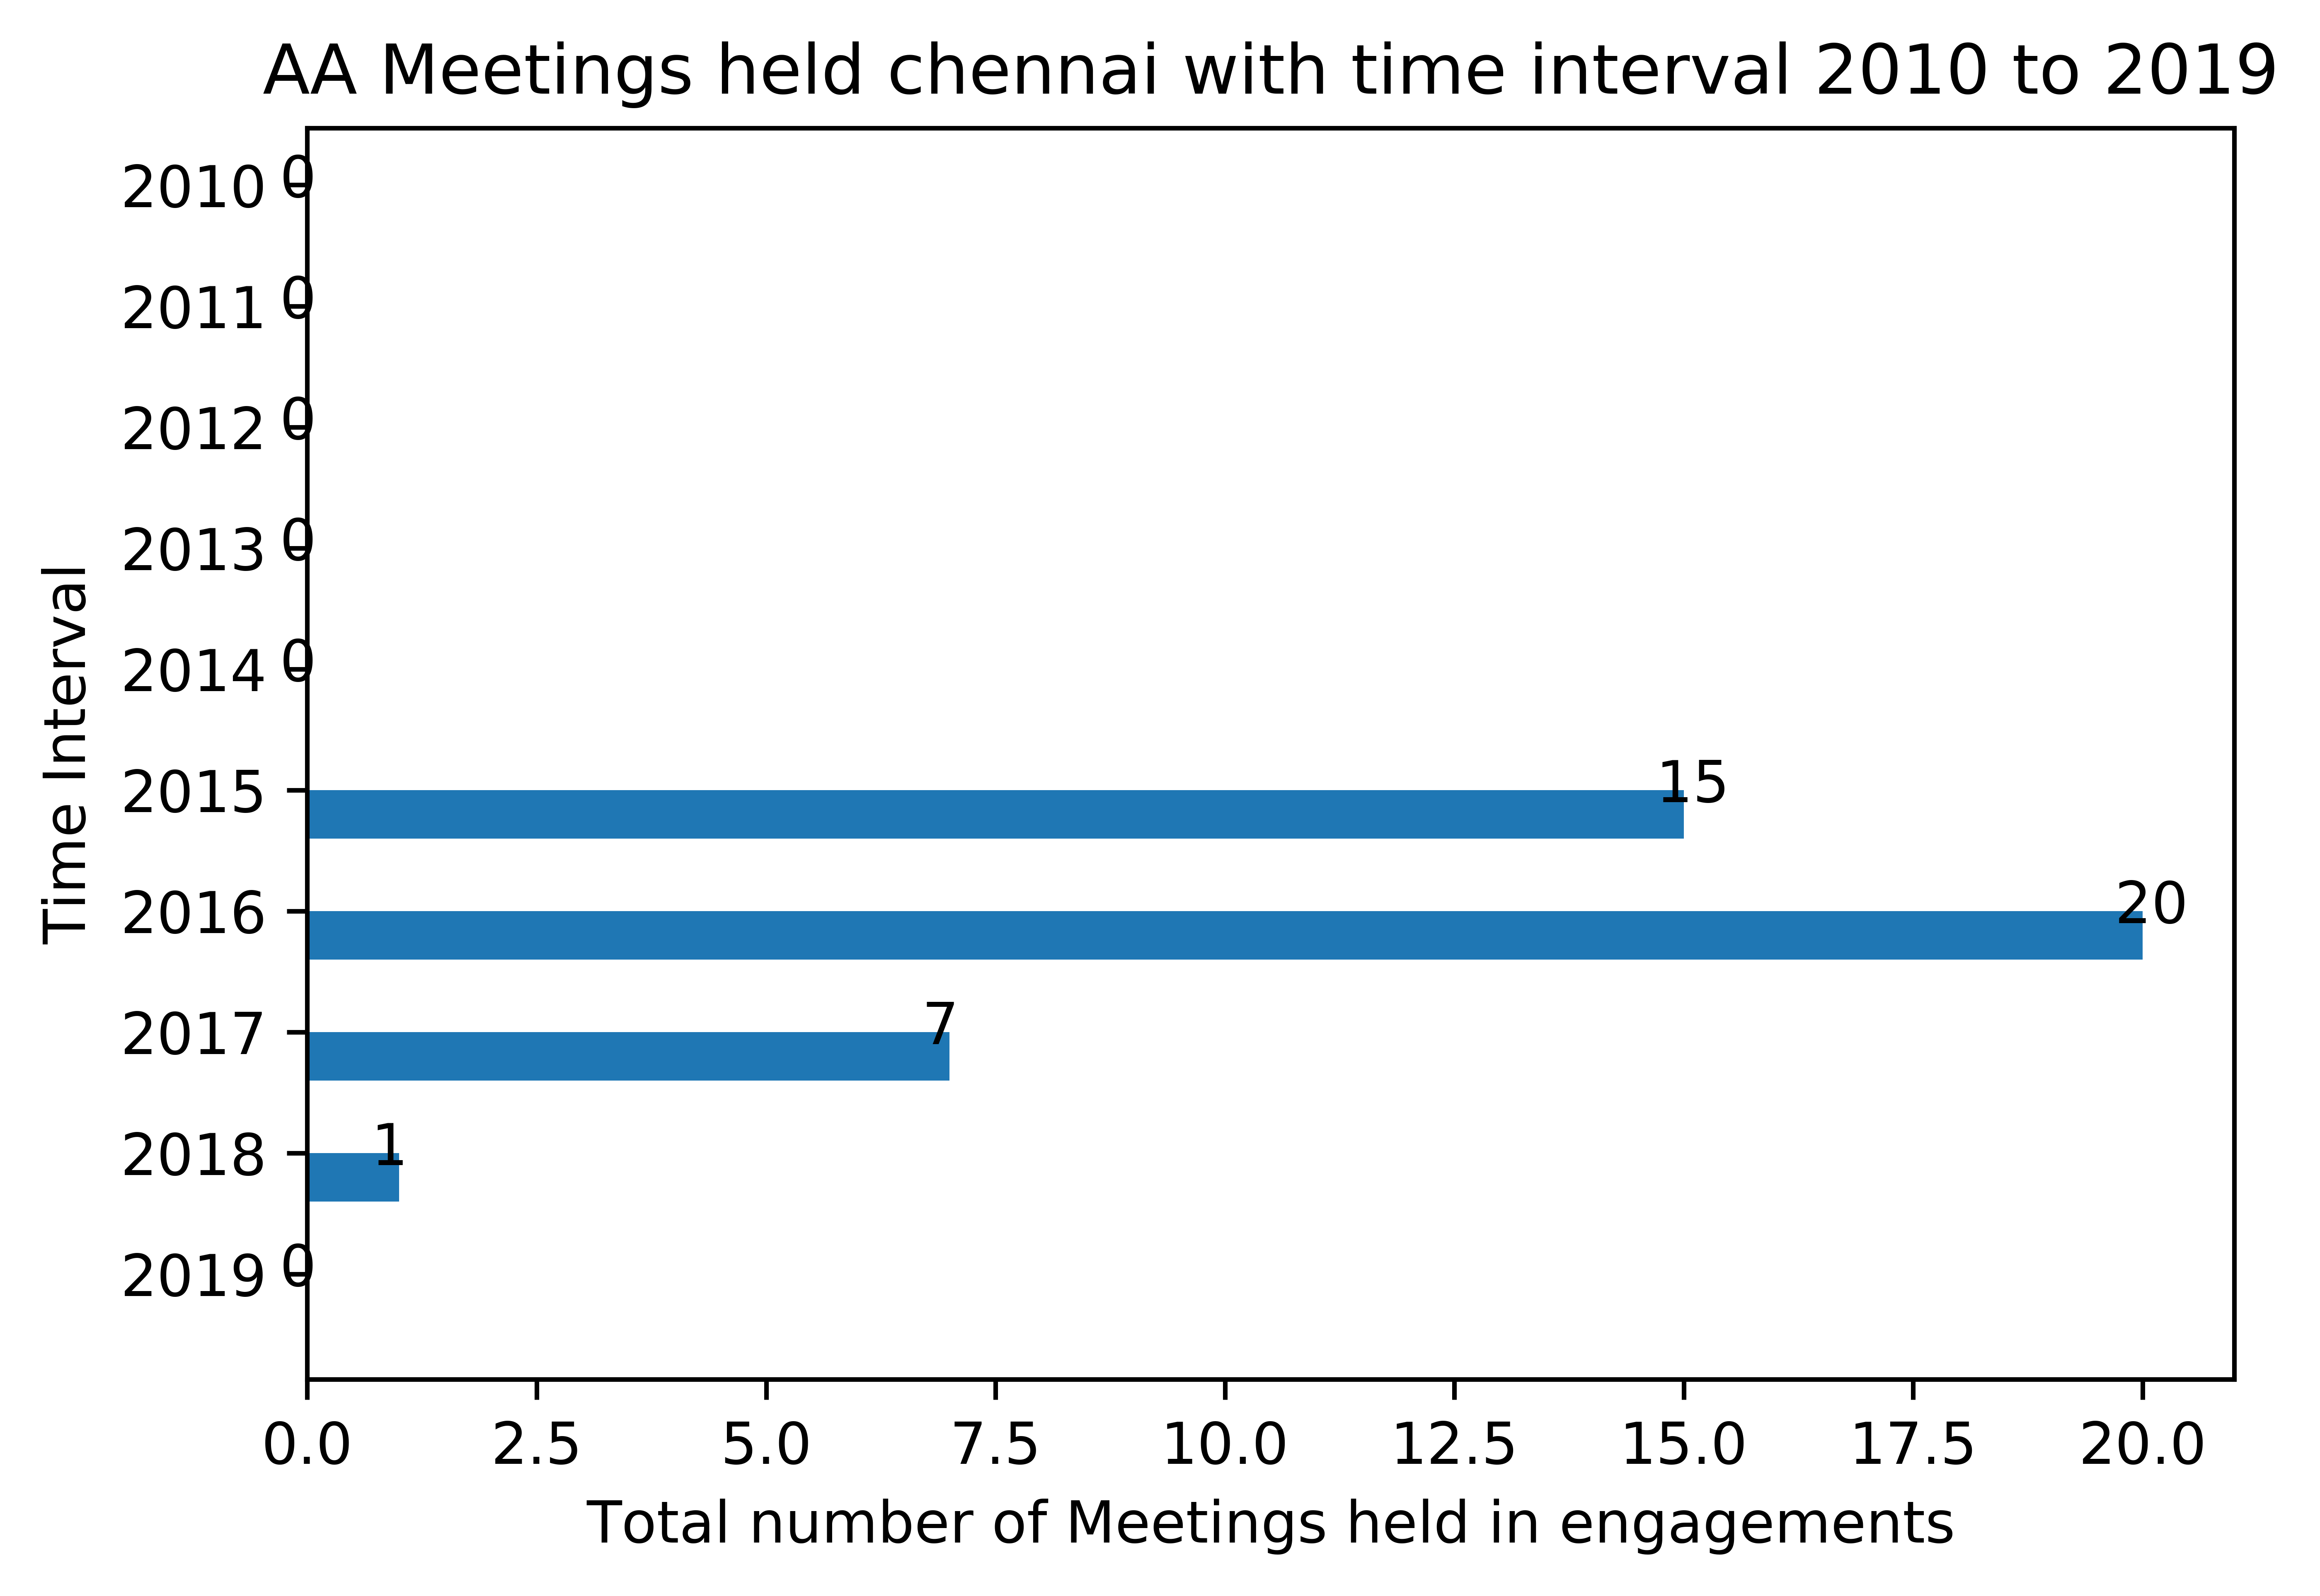 AA Meetings held chennai with time interval 2010 to 2019
2010 0
2011 0
2012 0
2013 0
2014 0
2015 15
2016 20
2017 7
2018 1
2019 0
Time Interval
0.0 2.5 5.0 7.5 10.0 12.5 15.0 17.5 20.0
Total number of Meetings held in engagements